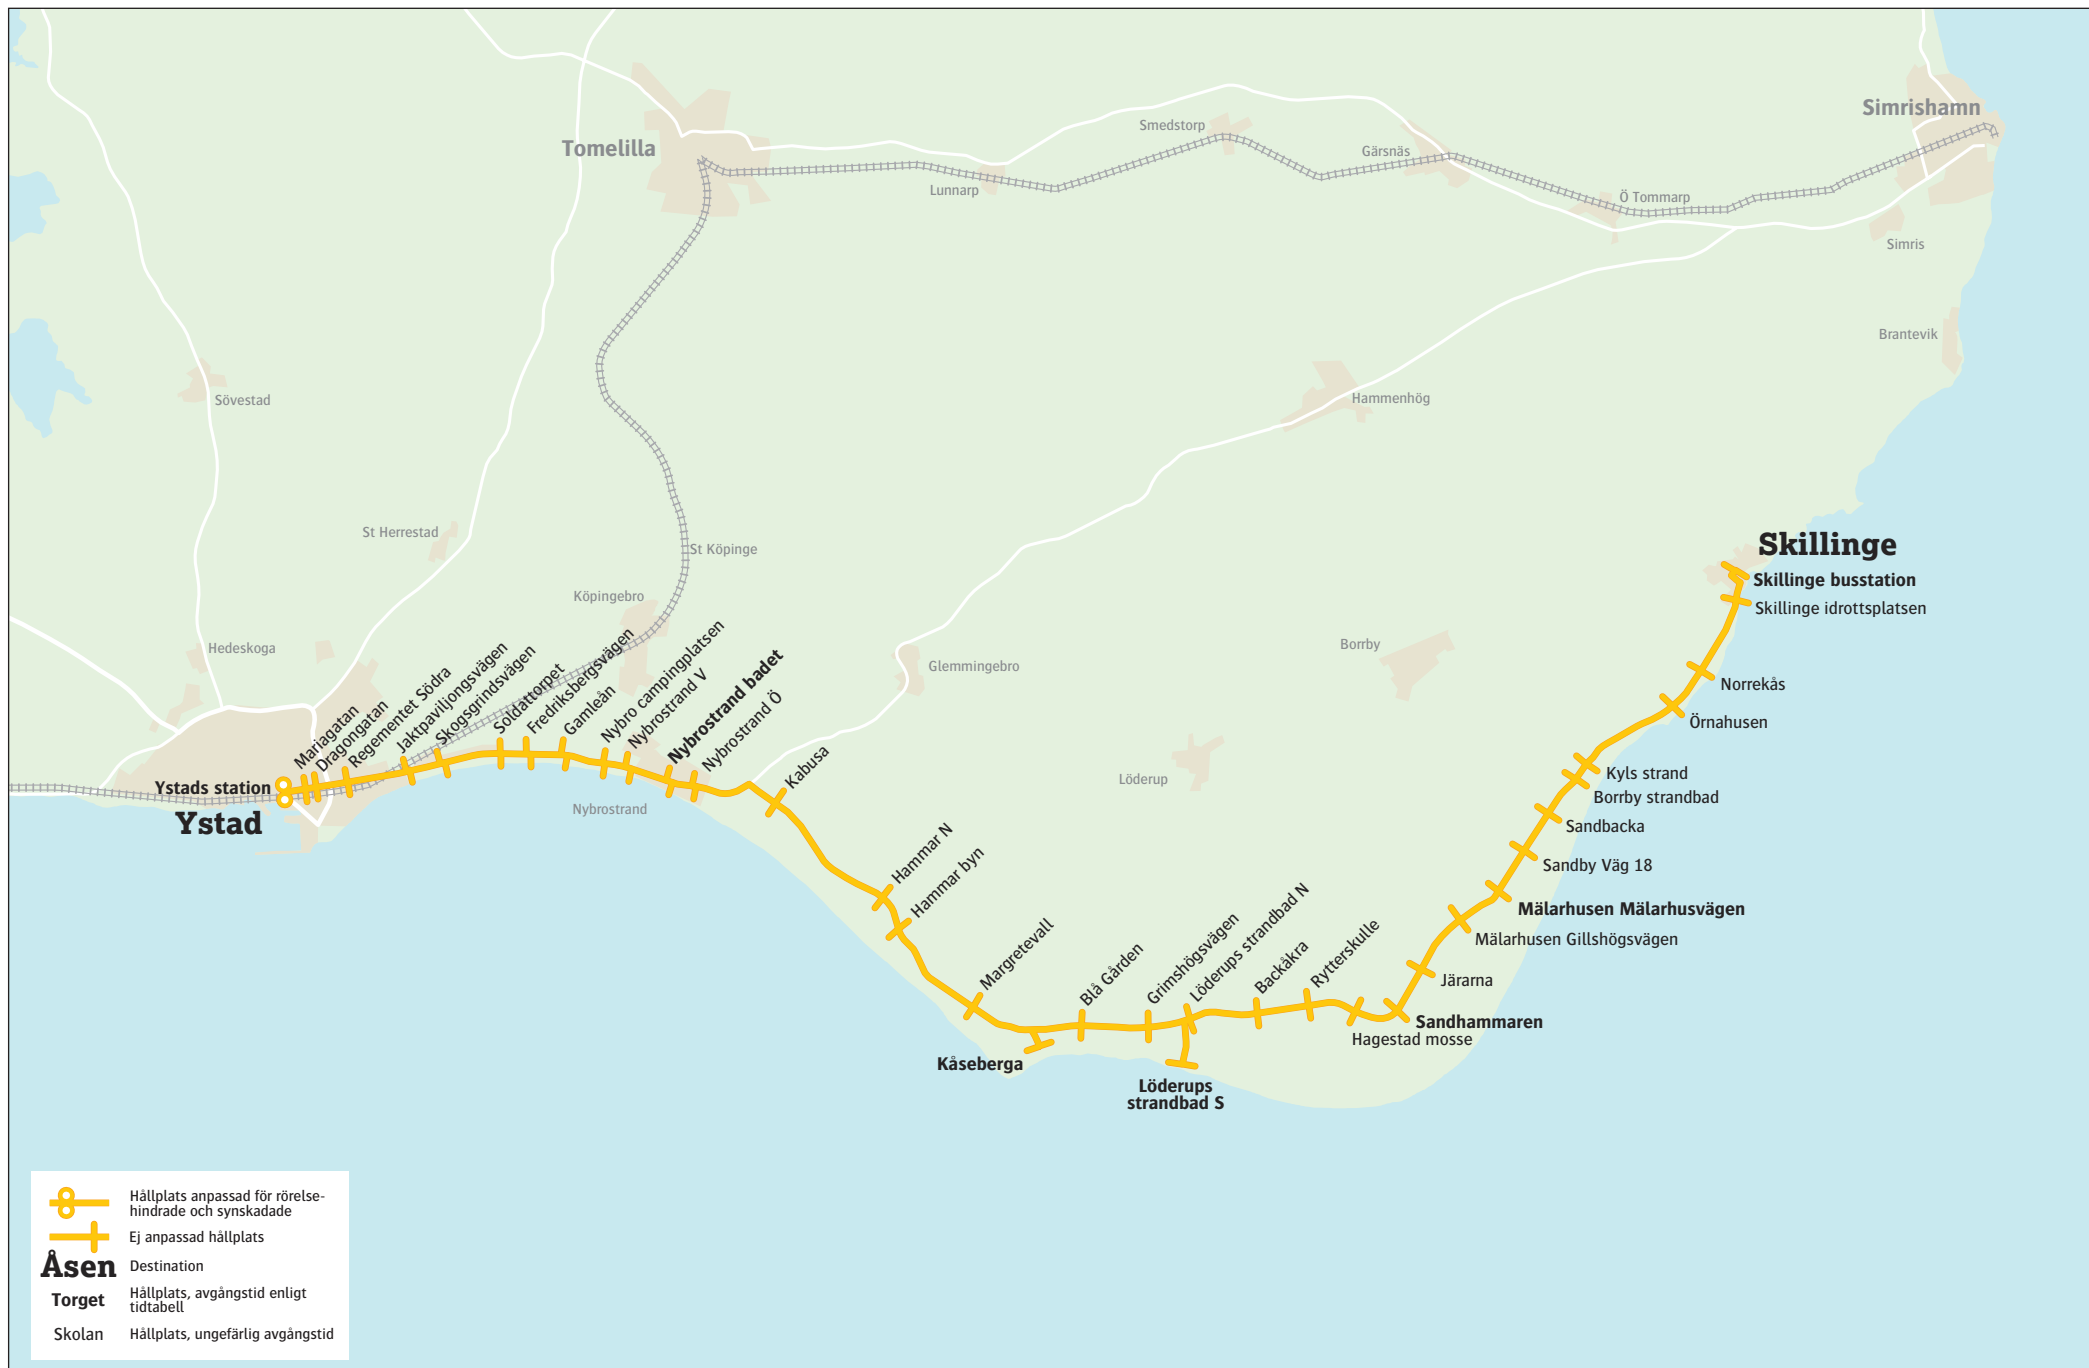 Simrishamn
Smedstorp
Tomelilla
Gärsnäs
Lunnarp
Ö Tommarp
Simris
Brantevik
Sövestad
Hammenhög
St Herrestad
St Köpinge
Köpingebro
Hedeskoga
Glemmingebro
Borrby
Löderup
Nybrostrand
Ystads station
Ystad
Mariagatan
Dragongatan
Regementet Södra
Jaktpaviljongsvägen
Skogsgrindsvägen
Soldattorpet
Fredriksbergsvägen
Gamleån
Nybro campingplatsen
Nybrostrand V
Nybrostrand badet
Nybrostrand Ö
Kabusa
Hammar N
Hammar byn
Margretevall
Kåseberga
Blå Gården
Grimshögsvägen
Löderups strandbad N
Löderups
strandbad S
Backåkra
Rytterskulle
Hagestad mosse
Sandhammaren
Järarna
Mälarhusen Gillshögsvägen
Mälarhusen Mälarhusvägen
Sandby Väg 18
Sandbacka
Borrby strandbad
Kyls strand
Örnahusen
Norrekås
Skillinge idrottsplatsen
Skillinge busstation
Skillinge
Hållplats anpassad för rörelse-
hindrade och synskadade
Ej anpassad hållplats
Åsen Destination
Torget Hållplats, avgångstid enligt
tidtabell
Skolan Hållplats, ungefärlig avgångstid